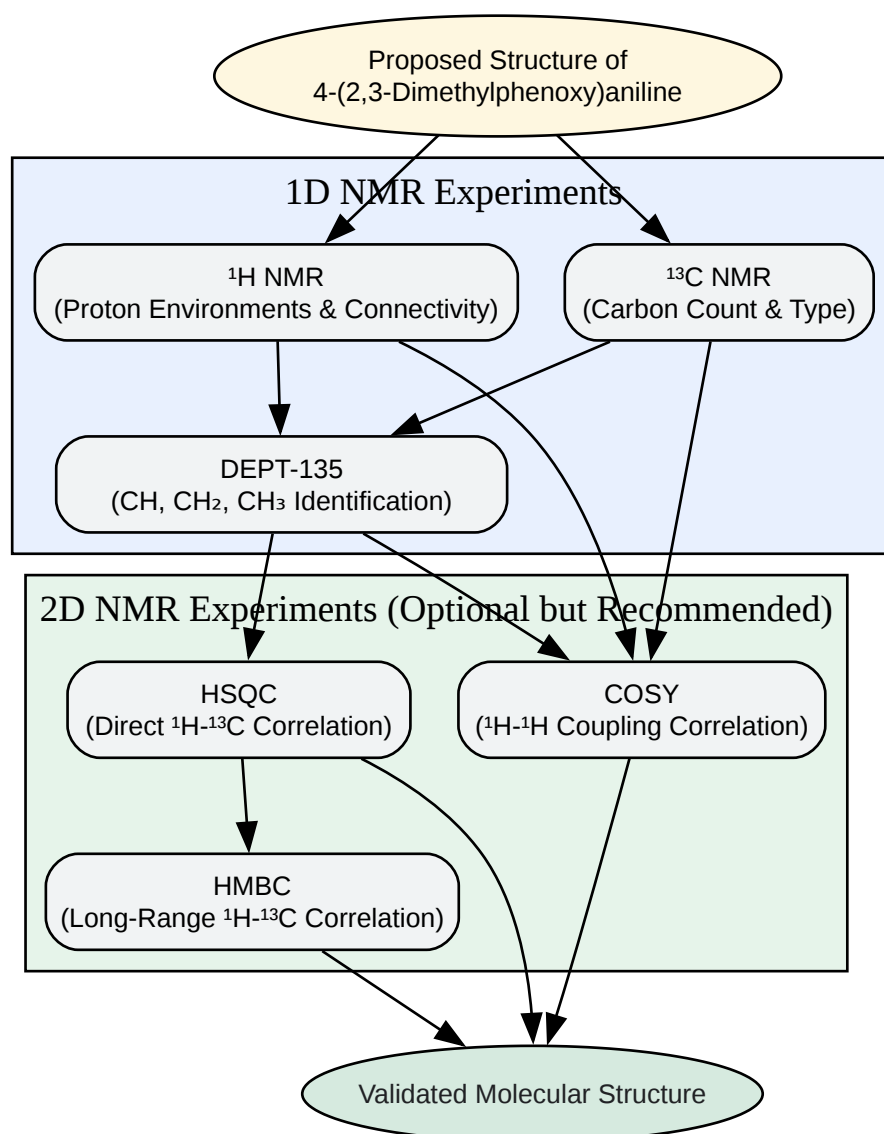 Proposed Structure of
4-(2,3-Dimethylphenoxy)aniline
1D NMR Experiments
¹H NMR
(Proton Environments & Connectivity)
¹³C NMR
(Carbon Count & Type)
DEPT-135
(CH, CH₂, CH₃ Identification)
2D NMR Experiments (Optional but Recommended)
HSQC
(Direct ¹H-¹³C Correlation)
COSY
(¹H-¹H Coupling Correlation)
HMBC
(Long-Range ¹H-¹³C Correlation)
Validated Molecular Structure